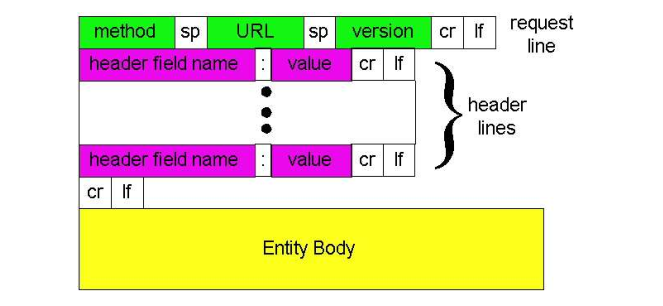 method sp URL sp version cr lf request line
header field name : value cr lf
header lines
header field name : value cr lf
cr lf
Entity Body